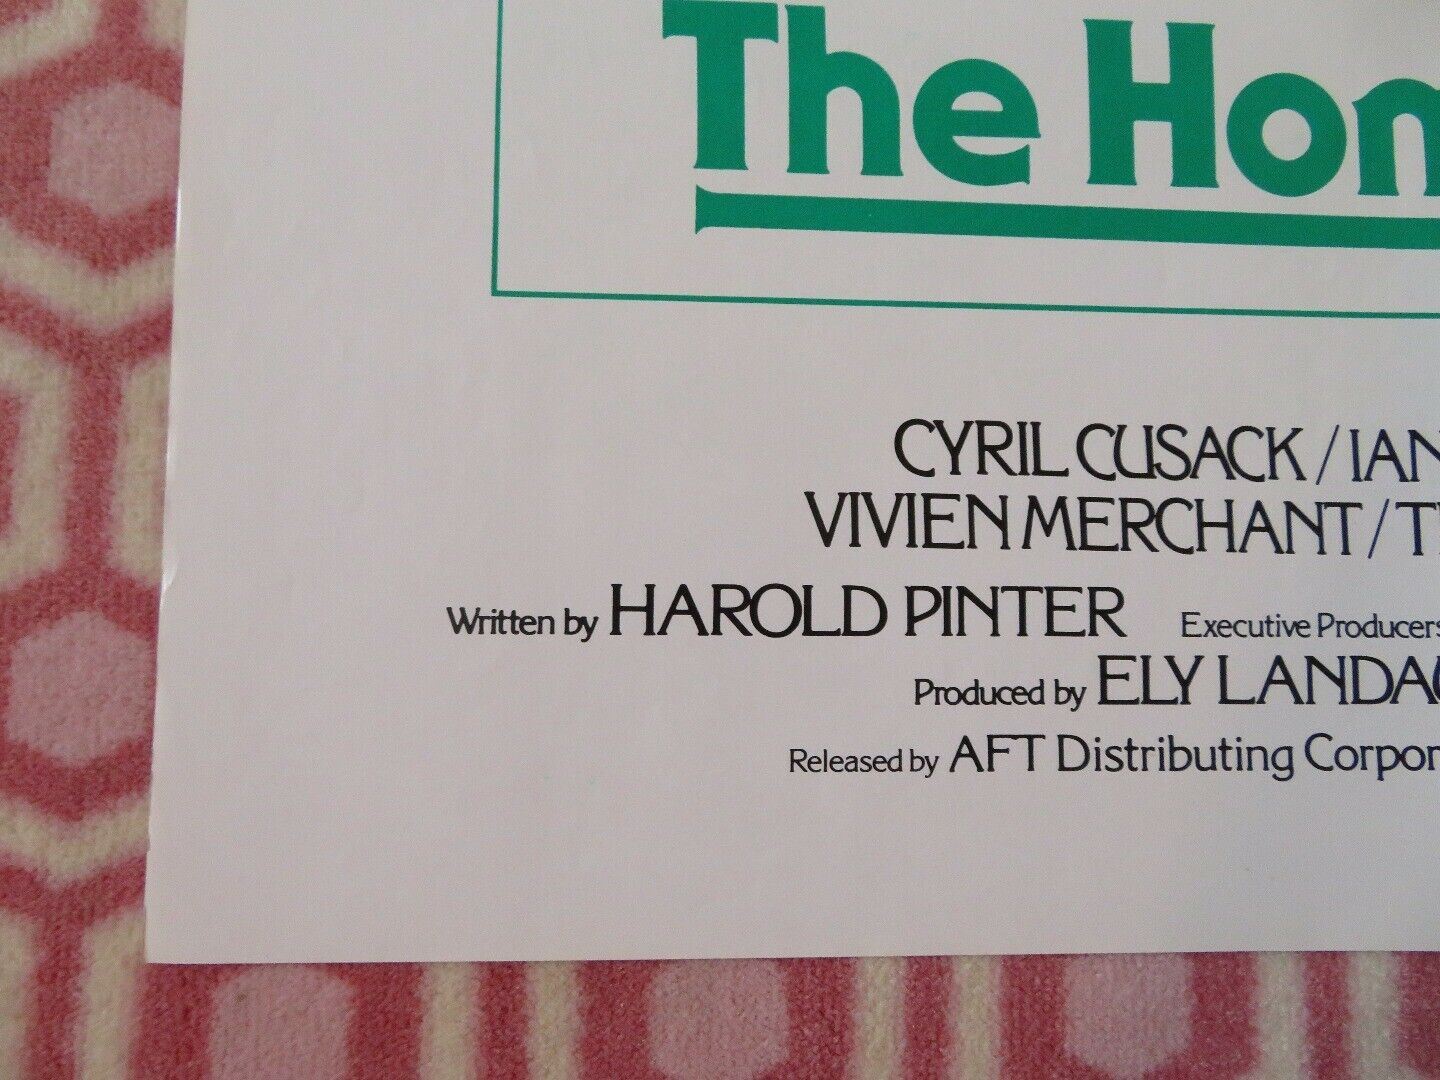 The Hom
CYRIL CUSACK / IAN
VIVIEN MERCHANT / T
Written by HAROLD PINTER Executive Producers
Produced by ELY LANDA
Released by AFT Distributing Corpor